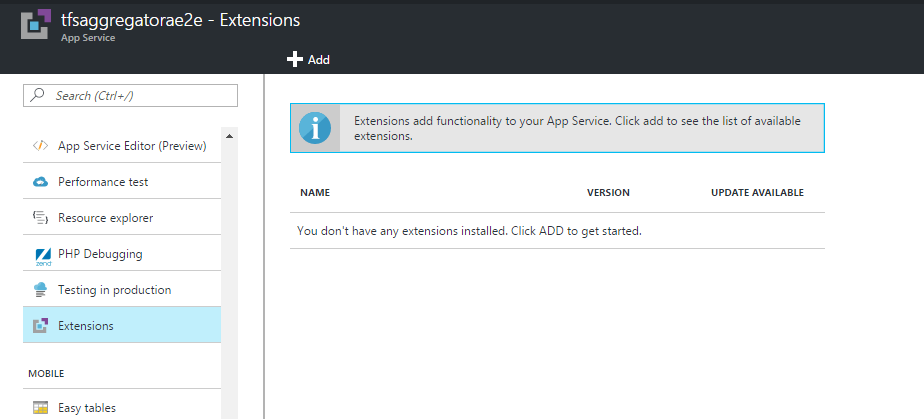 tfsaggregatorae2e - Extensions
App Service
Add
Search (Ctrl+/)
App Service Editor (Preview)
Performance test
Resource explorer
zend
PHP Debugging
Testing in production
Extensions
MOBILE
Easy tables
Extensions add functionality to your App Service. Click add to see the list of available
extensions.
NAME VERSION UPDATE AVAILABLE
You don't have any extensions installed. Click ADD to get started.